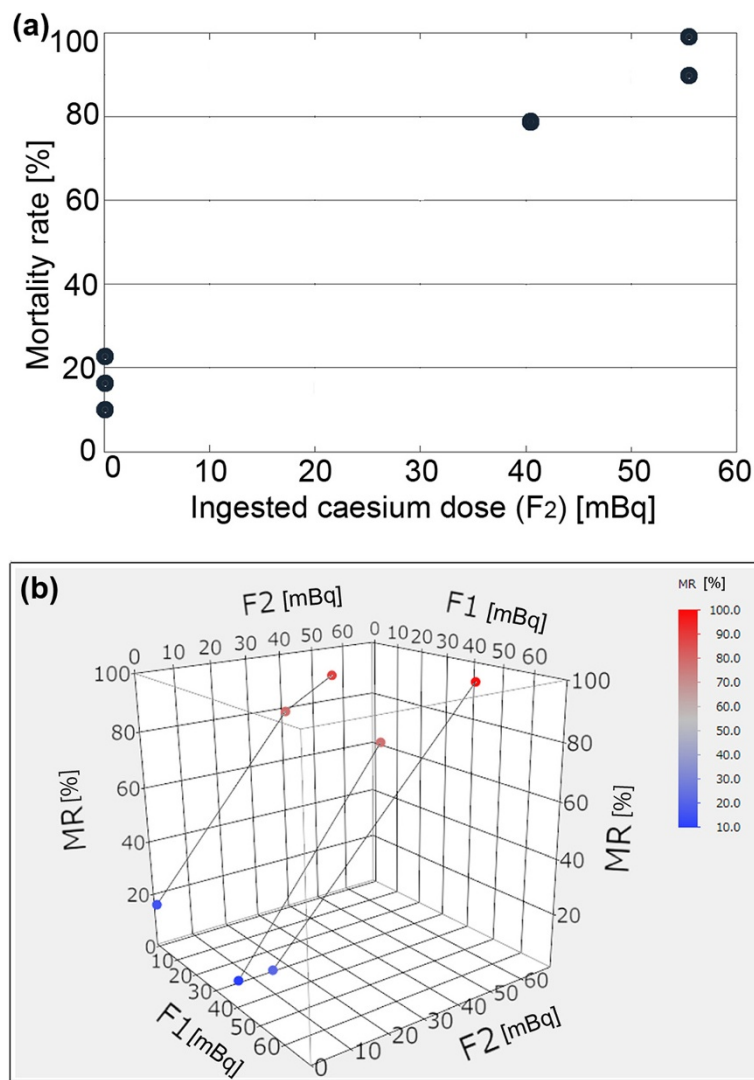 (a)
100
80
60
40
20
0
Mortality rate [%]
0 10 20 30 40 50 60
Ingested caesium dose (F2) [mBq]
(b)
F2 [mBq]
F1 [mBq]
MR [%]
0 10 20 30 40 50 60
0 10 20 30 40 50 60
100
80
60
40
20
0
MR [%]
100
80
60
40
20
MR [%]
10
20
30
40
50
60
F1 [mBq]
0 10 20 30 40 50 60
F2 [mBq]
100.0
90.0
80.0
70.0
60.0
50.0
40.0
30.0
20.0
10.0